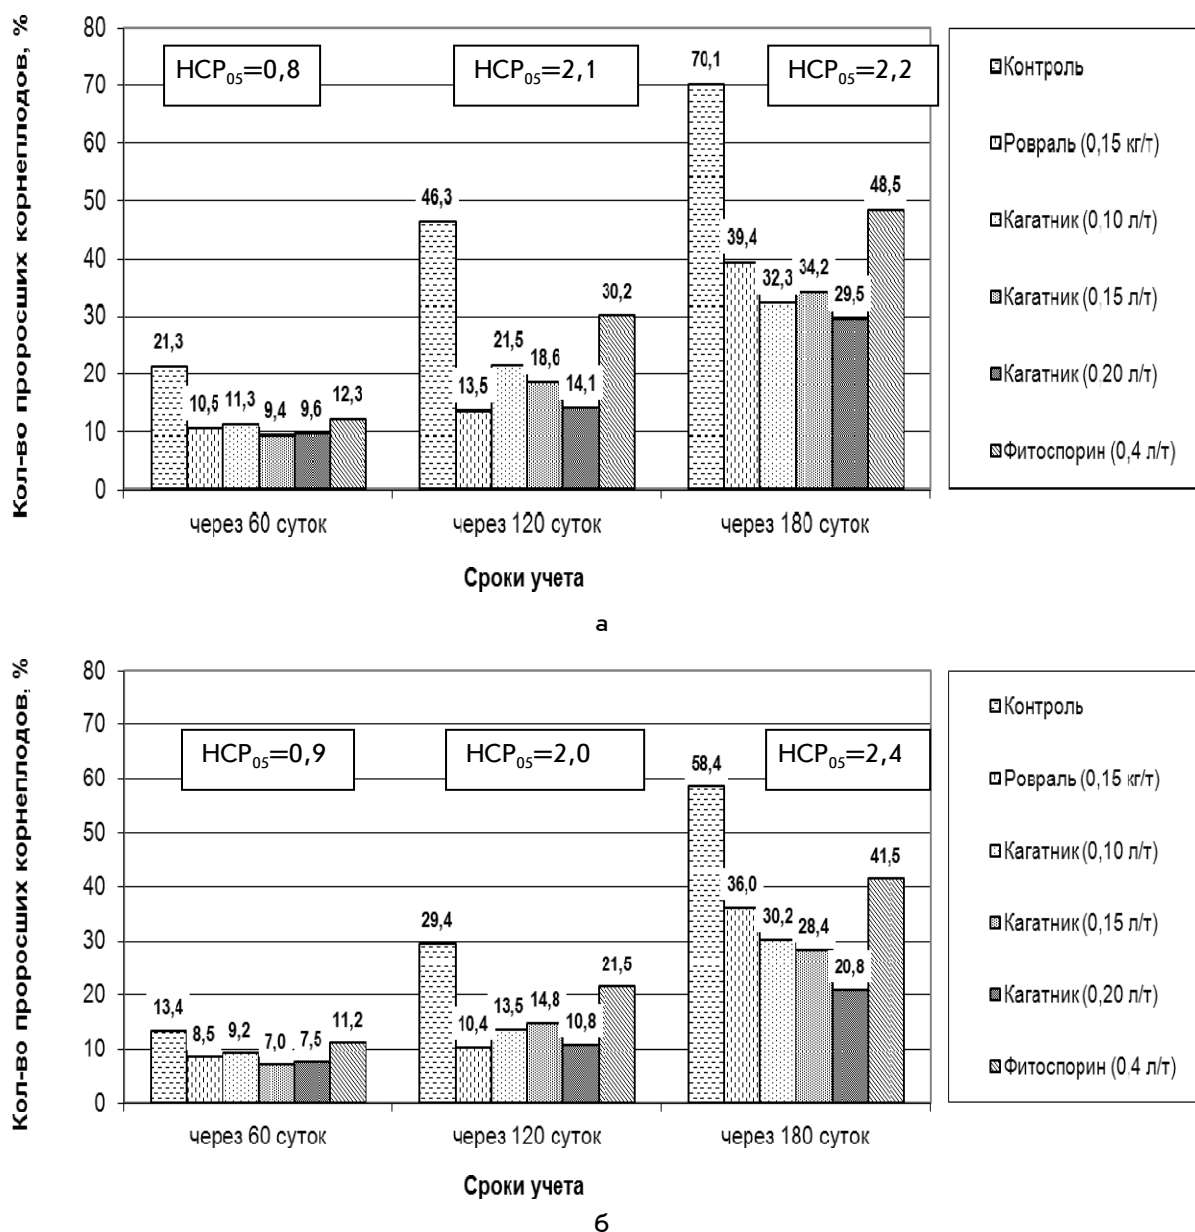 Кол-во проросших корнеплодов, %
80
70
60
50
40
30
20
10
0
НСР05=0,8
НСР05=2,1
НСР05=2,2
21,3
10,5
11,3
9,4
9,6
12,3
46,3
13,5
21,5
18,6
14,1
30,2
70,1
39,4
32,3
34,2
29,5
48,5
через 60 суток
через 120 суток
через 180 суток
Сроки учета
Контроль
Ровраль (0,15 кг/т)
Кагатник (0,10 л/т)
Кагатник (0,15 л/т)
Кагатник (0,20 л/т)
Фитоспорин (0,4 л/т)
а
Кол-во проросших корнеплодов, %
80
70
60
50
40
30
20
10
0
НСР05=0,9
НСР05=2,0
НСР05=2,4
13,4
8,5
9,2
7,0
7,5
11,2
29,4
10,4
13,5
14,8
10,8
21,5
58,4
36,0
30,2
28,4
20,8
41,5
через 60 суток
через 120 суток
через 180 суток
Сроки учета
Контроль
Ровраль (0,15 кг/т)
Кагатник (0,10 л/т)
Кагатник (0,15 л/т)
Кагатник (0,20 л/т)
Фитоспорин (0,4 л/т)
б